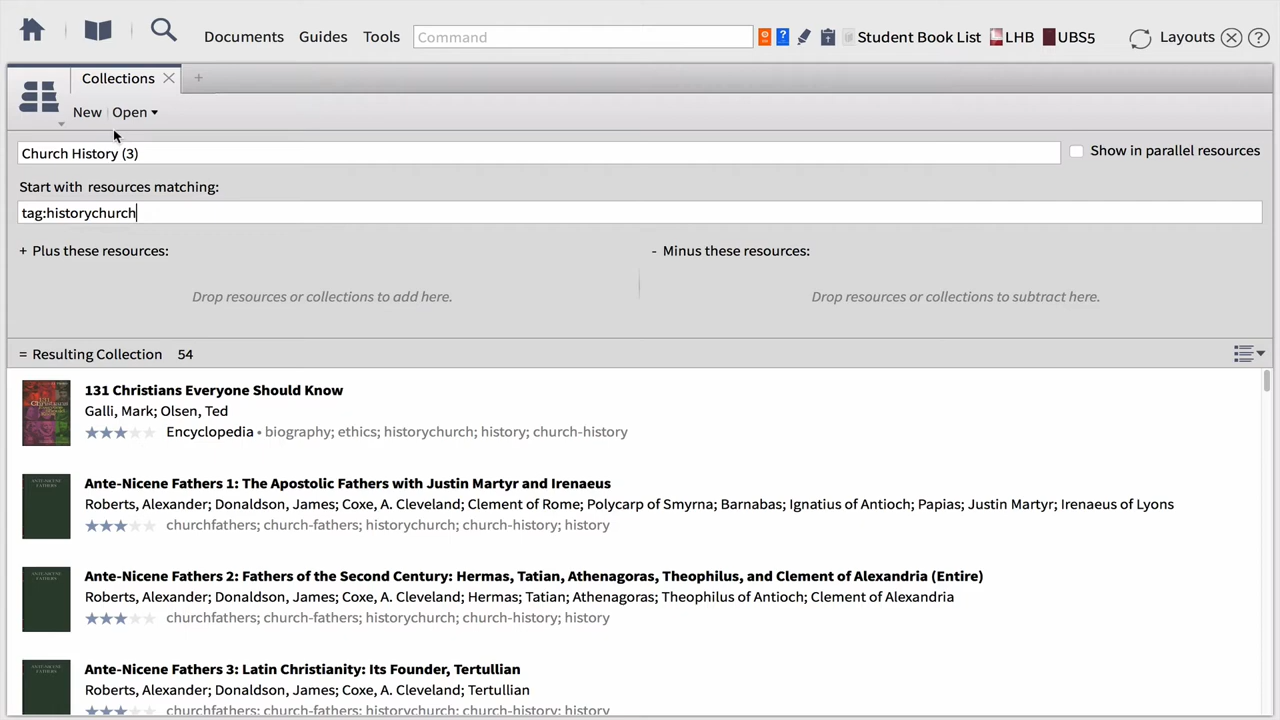 Documents Guides Tools Command Student Book List LHB UBS5 Layouts
Collections
New Open
Church History (3) Show in parallel resources
Start with resources matching:
tag:historychurch
+ Plus these resources: - Minus these resources:
Drop resources or collections to add here. Drop resources or collections to subtract here.
= Resulting Collection 54
131 Christians Everyone Should Know
Galli, Mark; Olsen, Ted
Encyclopedia • biography; ethics; historychurch; history; church-history
Ante-Nicene Fathers 1: The Apostolic Fathers with Justin Martyr and Irenaeus
Roberts, Alexander; Donaldson, James; Coxe, A. Cleveland; Clement of Rome; Polycarp of Smyrna; Barnabas; Ignatius of Antioch; Papias; Justin Martyr; Irenaeus of Lyons
churchfathers; church-fathers; historychurch; church-history; history
Ante-Nicene Fathers 2: Fathers of the Second Century: Hermas, Tatian, Athenagoras, Theophilus, and Clement of Alexandria (Entire)
Roberts, Alexander; Donaldson, James; Coxe, A. Cleveland; Hermas; Tatian; Athenagoras; Theophilus of Antioch; Clement of Alexandria
churchfathers; church-fathers; historychurch; church-history; history
Ante-Nicene Fathers 3: Latin Christianity: Its Founder, Tertullian
Roberts, Alexander; Donaldson, James; Coxe, A. Cleveland; Tertullian
churchfathers; church-fathers; historychurch; church-history; history